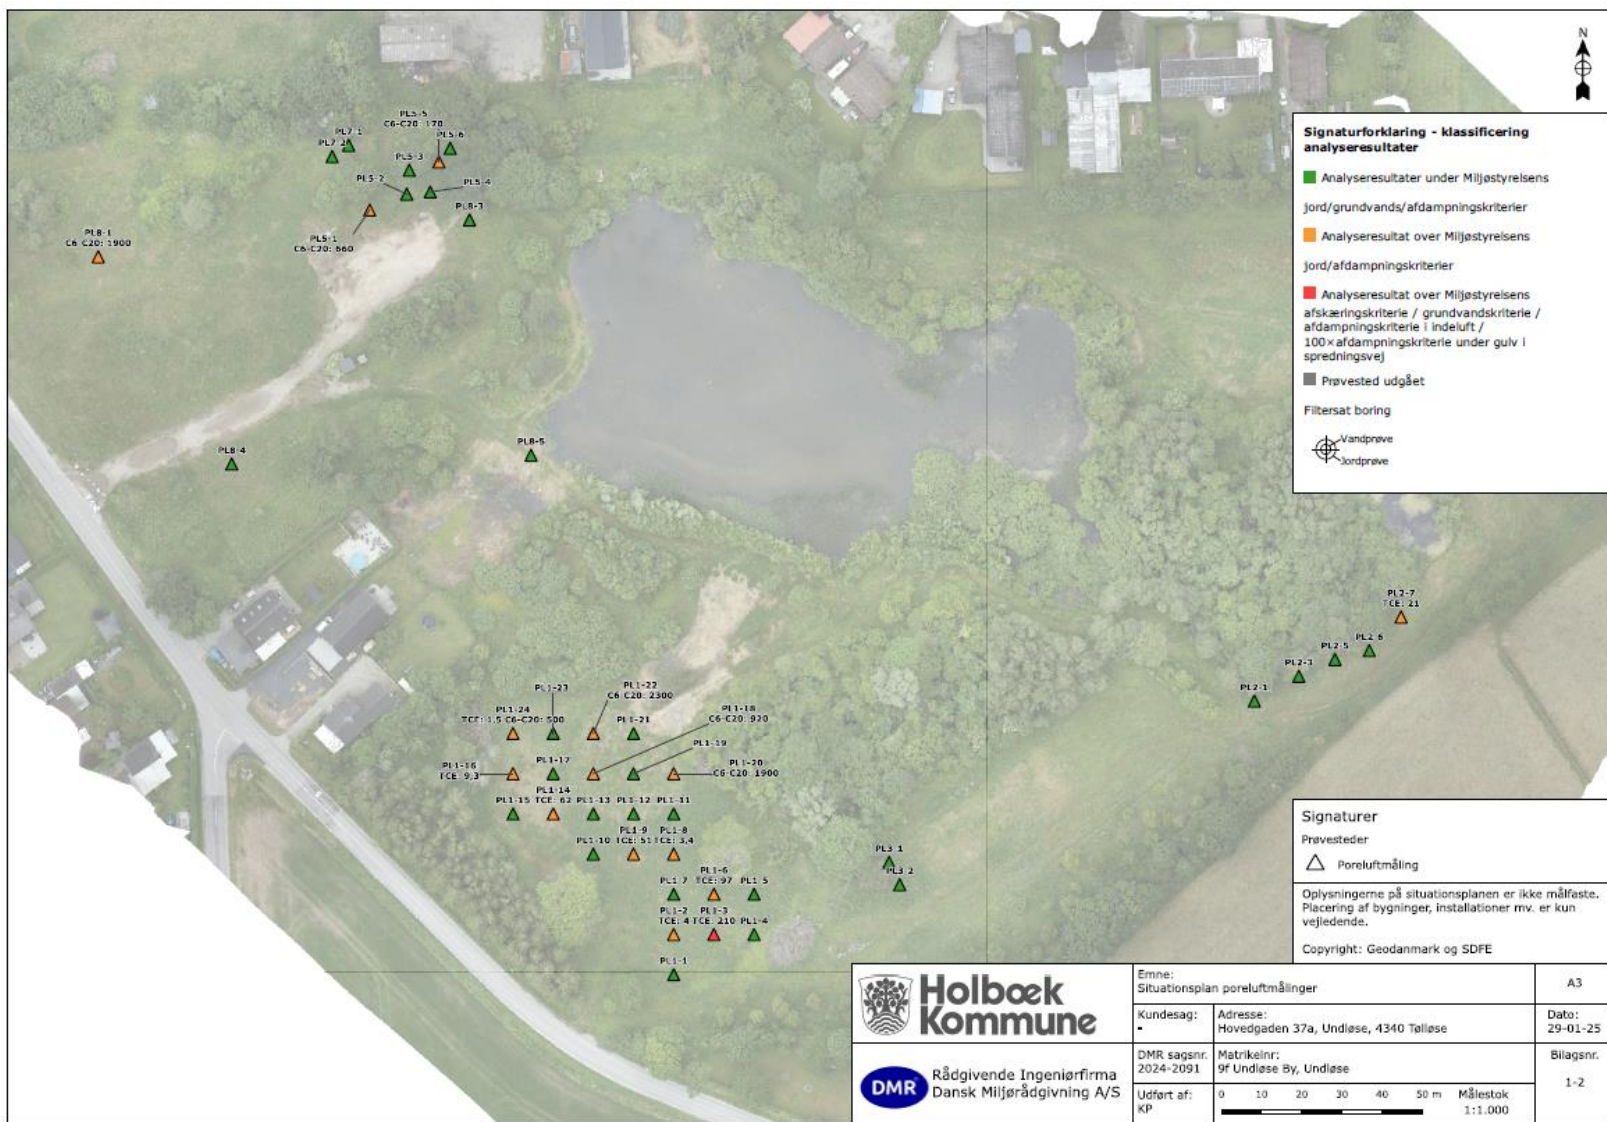 N
PL5-5
C6-C20: 170
PL7-1
PL7-2
PL5-6
PL5-3
PL5-2
PL5-4
PL8-3
PL8-1
C6-C20: 1900
PL5-1
C6-C20: 660
PL8-4
PL8-5
PL2-7
TCE: 21
PL2-6
PL2-5
PL2-3
PL2-1
PL1-23
PL1-22
C6-C20: 2300
PL1-24
TCE: 1,5 C6-C20: 500
PL1-21
PL1-18
C6-C20: 920
PL1-19
PL1-16
TCE: 9,3
PL1-17
PL1-20
C6-C20: 1900
PL1-14
TCE: 62
PL1-15
PL1-13
PL1-12
PL1-11
PL1-10
PL1-9
TCE: 51
PL1-8
TCE: 3,4
PL1-7
PL1-6
TCE: 97
PL1-5
PL1-2
TCE: 4
PL1-3
TCE: 210
PL1-4
PL1-1
PL3-1
PL3-2
Signaturforklaring - klassificering
analyseresultater
Analyseresultater under Miljøstyrelsens
jord/grundvands/afdampningskriterier
Analyseresultat over Miljøstyrelsens
jord/afdampningskriterier
Analyseresultat over Miljøstyrelsens
afskæringskriterie / grundvandskriterie /
afdampningskriterie i indeluft /
100×afdampningskriterie under gulv i
spredningsvej
Prøvested udgået
Filtersat boring
Vandprøve
Jordprøve
Signaturer
Prøvesteder
Poreluftmåling
Oplysningerne på situationsplanen er ikke målfaste.
Placering af bygninger, installationer mv. er kun
vejledende.
Copyright: Geodanmark og SDFE
Holbæk
Kommune
DMR
Rådgivende Ingeniørfirma
Dansk Miljørådgivning A/S
Emne:
Situationsplan poreluftmålinger
A3
Kundesag:
-
Adresse:
Hovedgaden 37a, Undløse, 4340 Tølløse
Dato:
29-01-25
DMR sagsnr.
2024-2091
Matrikelnr:
9f Undløse By, Undløse
Bilagsnr.
1-2
Udført af:
KP
0 10 20 30 40 50 m
Målestok
1:1.000